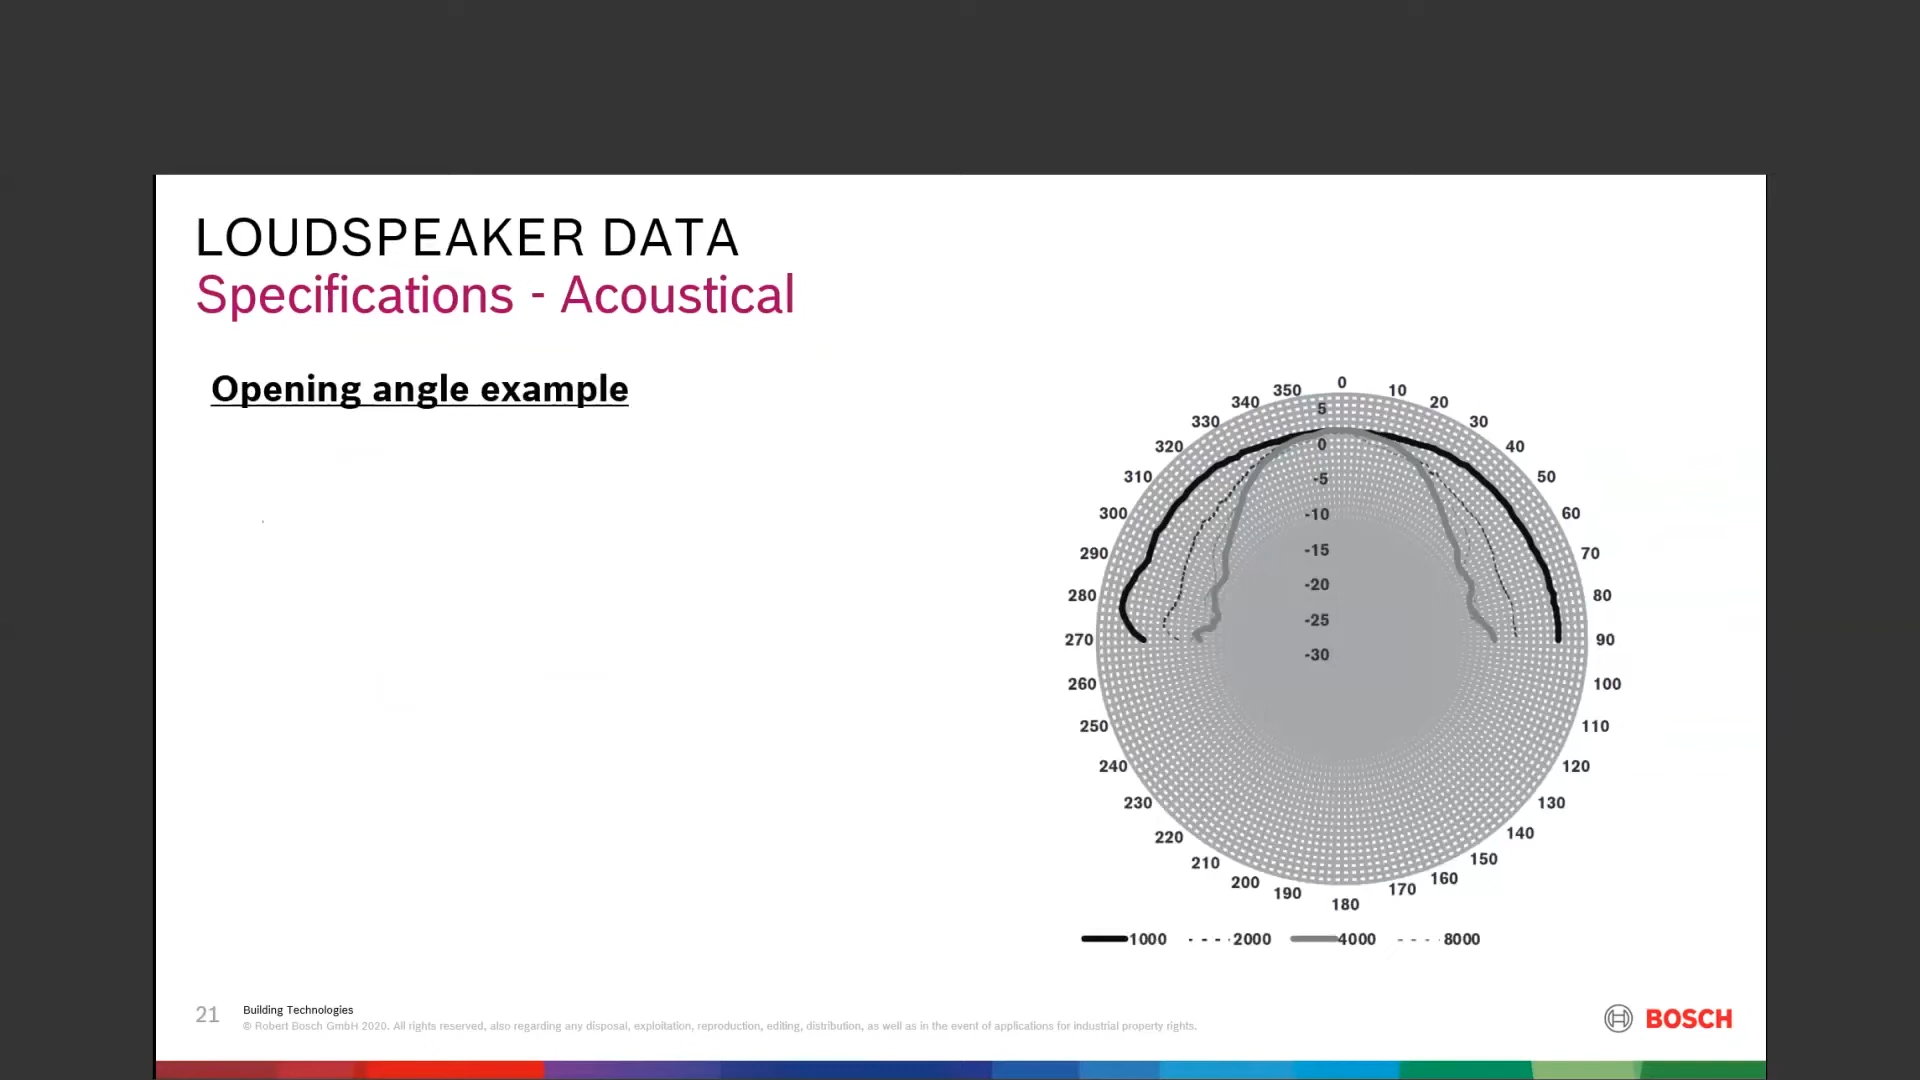 LOUDSPEAKER DATA
Specifications - Acoustical
Opening angle example
0
350 10
340 20
5
330 30
320 0 40
310 -5 50
300 -10 60
290 -15 70
280 -20 80
-25
270 90
-30
260 100
250 110
240 120
230 130
220 140
210 150
200 160
190 170
180
1000 2000 4000 8000
21 Building Technologies
© Robert Bosch GmbH 2020. All rights reserved, also regarding any disposal, exploitation, reproduction, editing, distribution, as well as in the event of applications for industrial property rights.
BOSCH